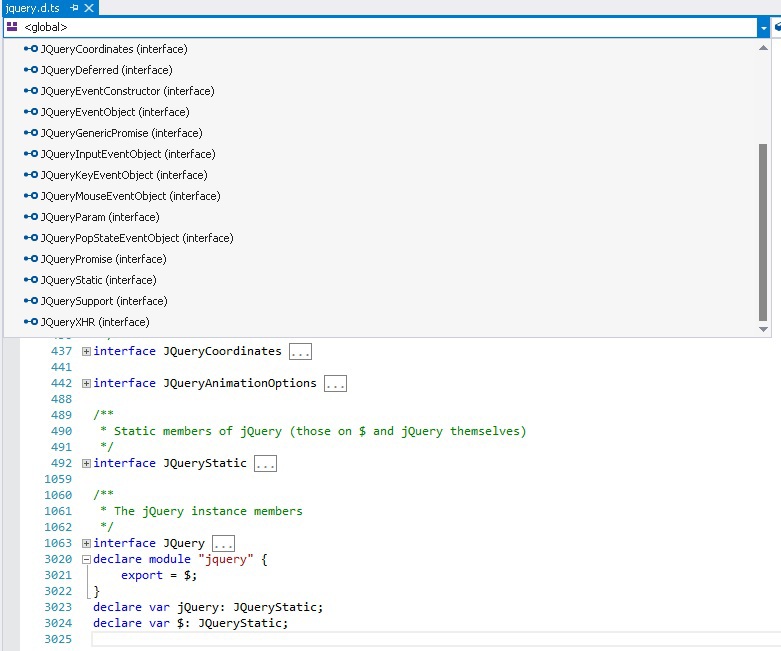 jquery.d.ts
<global>
JQueryCoordinates (interface)
JQueryDeferred (interface)
JQueryEventConstructor (interface)
JQueryEventObject (interface)
JQueryGenericPromise (interface)
JQueryInputEventObject (interface)
JQueryKeyEventObject (interface)
JQueryMouseEventObject (interface)
JQueryParam (interface)
JQueryPopStateEventObject (interface)
JQueryPromise (interface)
JQueryStatic (interface)
JQuerySupport (interface)
JQueryXHR (interface)
437 interface JQueryCoordinates ...
441
442 interface JQueryAnimationOptions ...
488
489 /**
490 * Static members of jQuery (those on $ and jQuery themselves)
491 */
492 interface JQueryStatic ...
1059
1060 /**
1061 * The jQuery instance members
1062 */
1063 interface JQuery ...
3020 declare module "jquery" {
3021 export = $;
3022 }
3023 declare var jQuery: JQueryStatic;
3024 declare var $: JQueryStatic;
3025